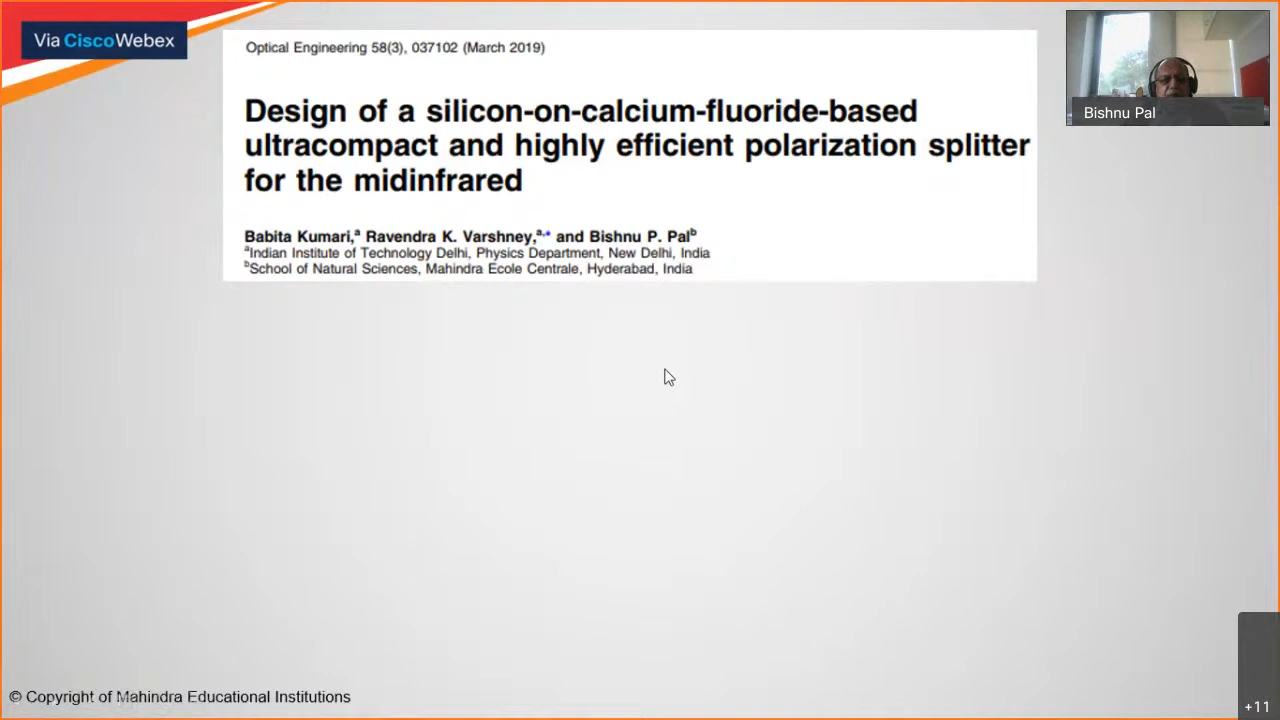 Via CiscoWebex
Optical Engineering 58(3), 037102 (March 2019)
Design of a silicon-on-calcium-fluoride-based
ultracompact and highly efficient polarization splitter
for the midinfrared
Babita Kumari,ᵃ Ravendra K. Varshney,ᵃ,* and Bishnu P. Palᵇ
ᵃIndian Institute of Technology Delhi, Physics Department, New Delhi, India
ᵇSchool of Natural Sciences, Mahindra Ecole Centrale, Hyderabad, India
Bishnu Pal
© Copyright of Mahindra Educational Institutions
+11